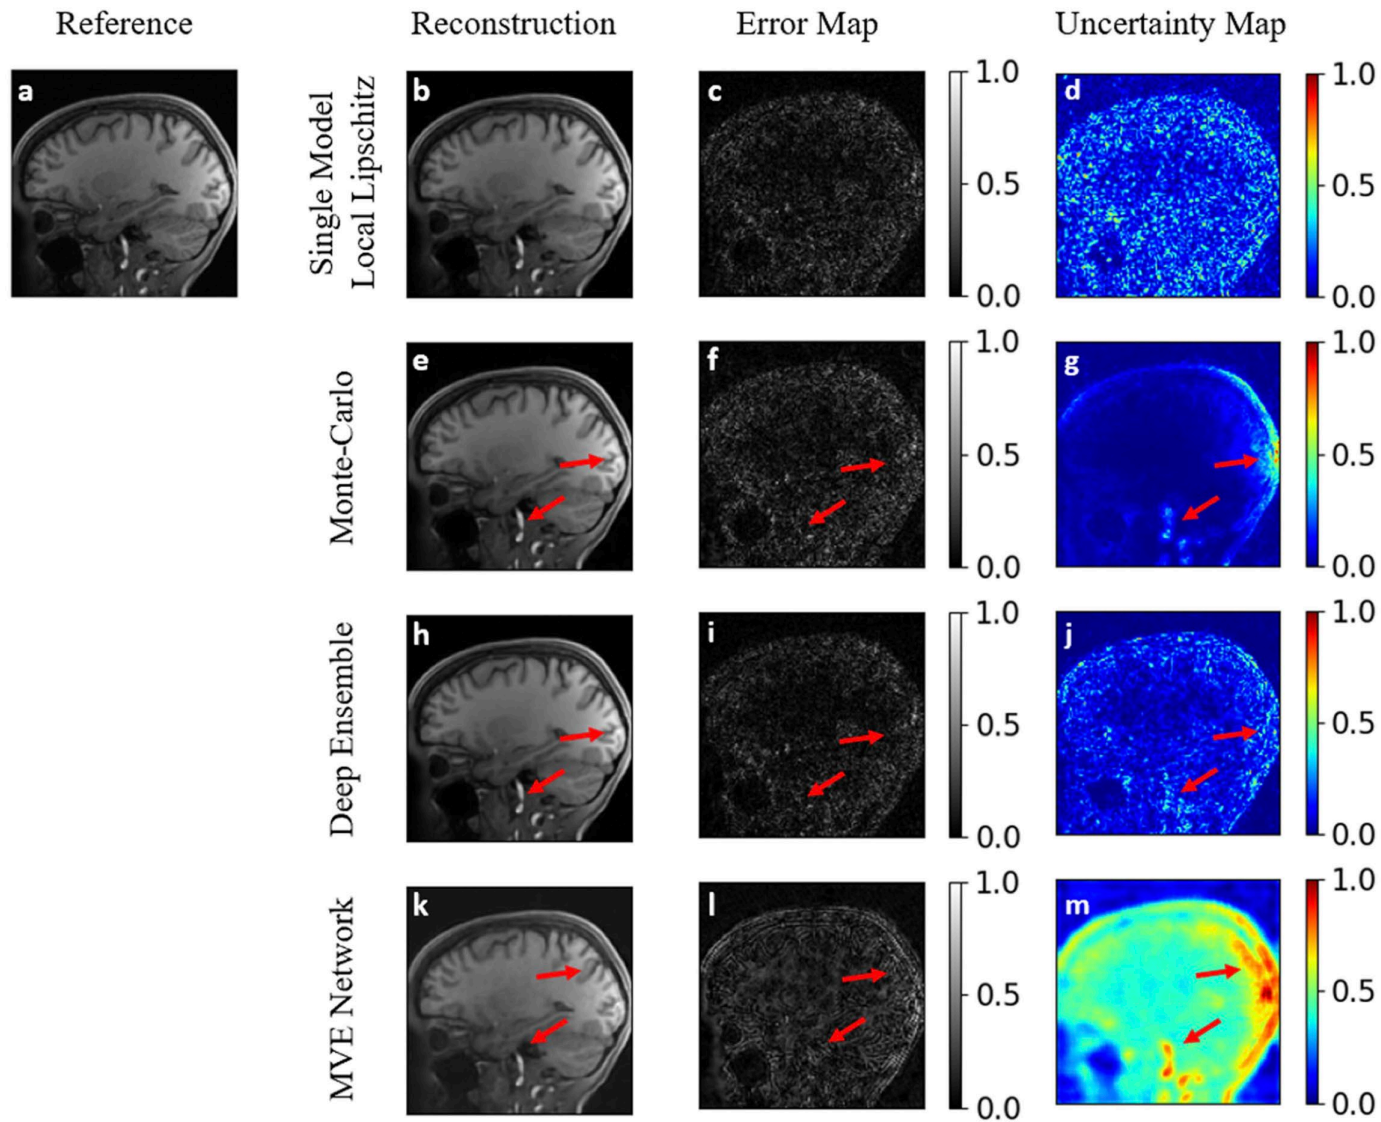 Reference Reconstruction Error Map Uncertainty Map
Single Model
Local Lipschitz
a b c 1.0 0.5 0.0 d 1.0 0.5 0.0
Monte-Carlo
e f 1.0 0.5 0.0 g 1.0 0.5 0.0
Deep Ensemble
h i 1.0 0.5 0.0 j 1.0 0.5 0.0
MVE Network
k l 1.0 0.5 0.0 m 1.0 0.5 0.0